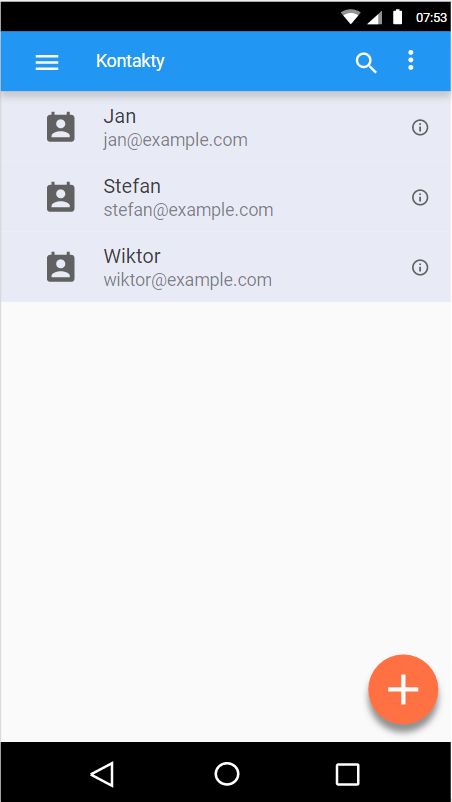 07:53
Kontakty
Jan
jan@example.com
Stefan
stefan@example.com
Wiktor
wiktor@example.com